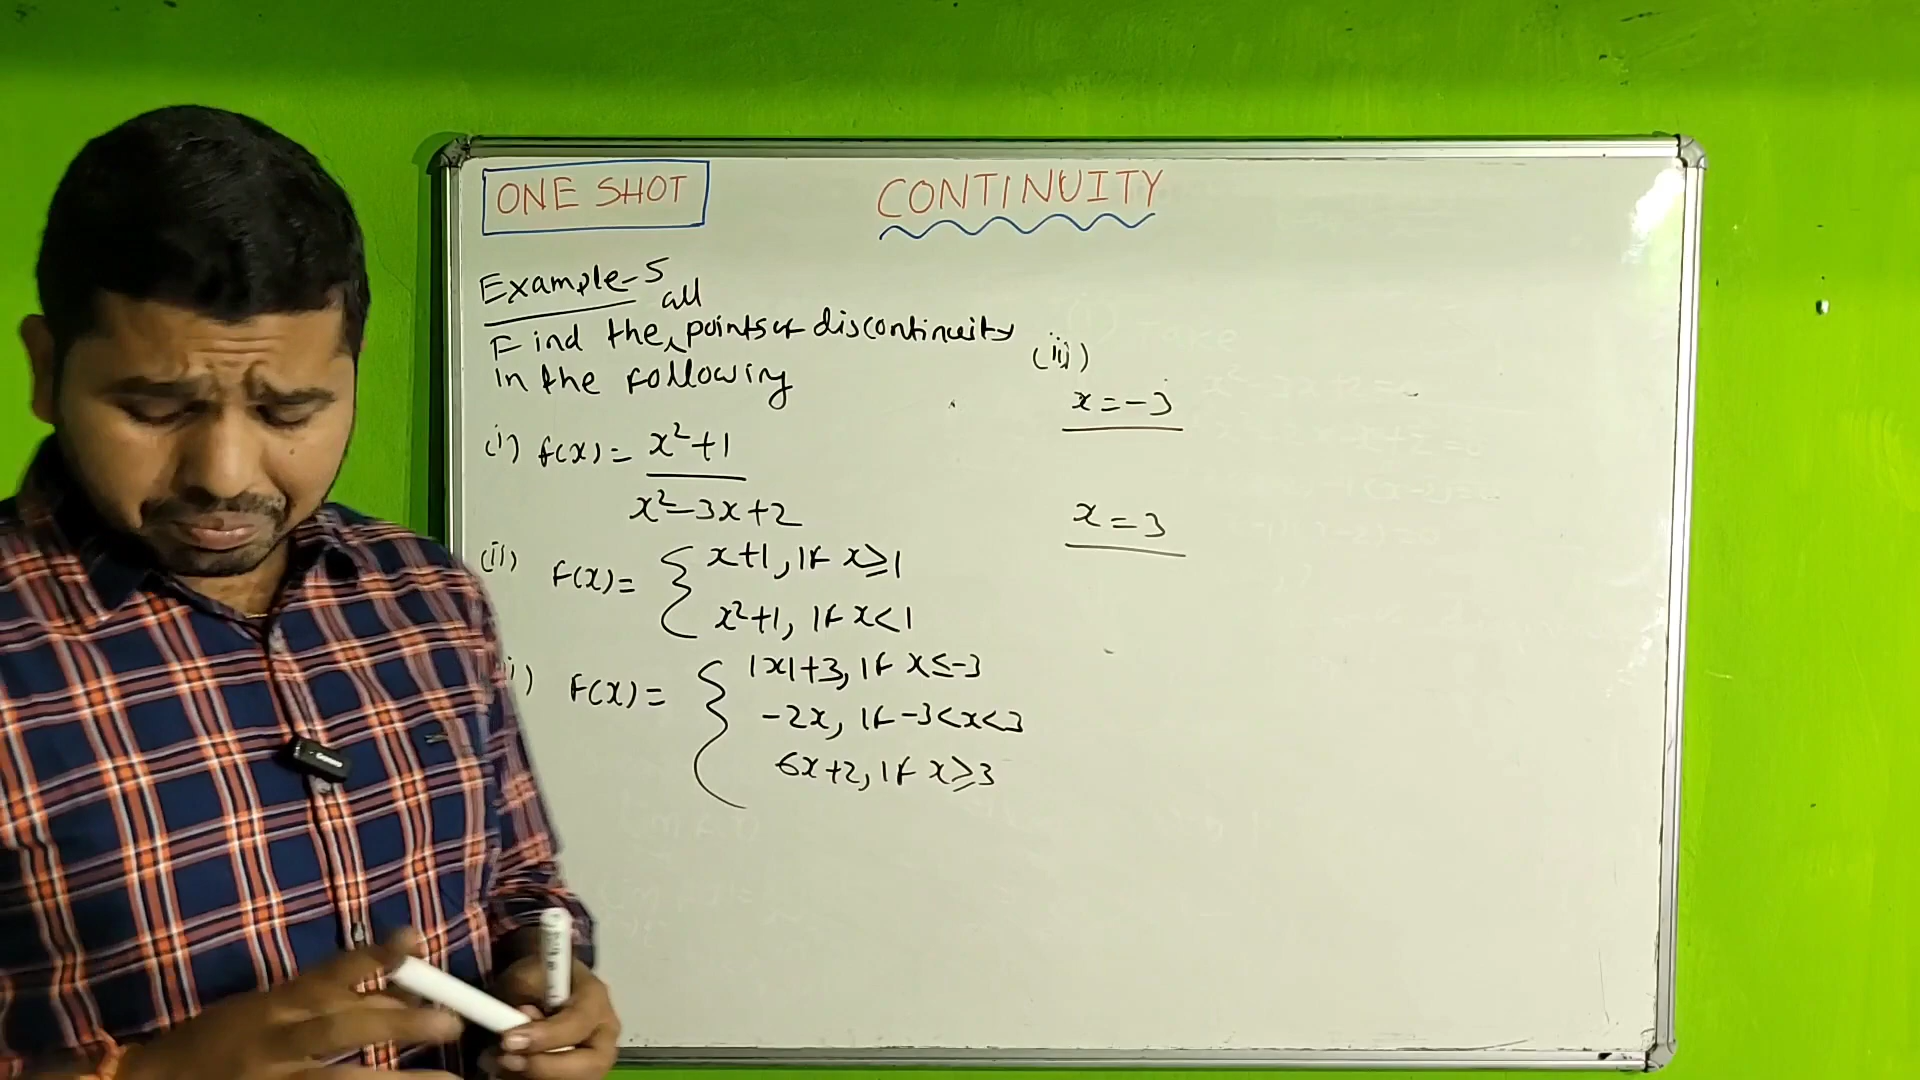 ONE SHOT
CONTINUITY
Example-5
all
Find the points of discontinuity
in the following
(i) f(x) = x²+1
x²-3x+2
(ii) F(x) = { x+1, if x≥1
x²+1, if x<1
i) F(x) = { |x|+3, if x≤-3
-2x, if -3<x<3
6x+2, if x≥3
(iii)
x = -3
x = 3